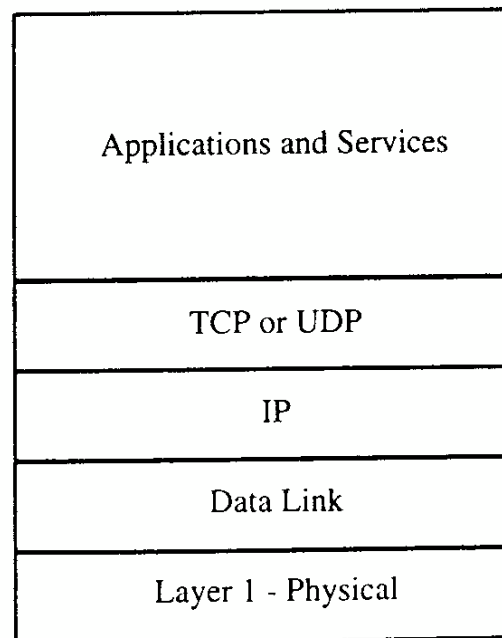 Applications and Services
TCP or UDP
IP
Data Link
Layer 1 - Physical